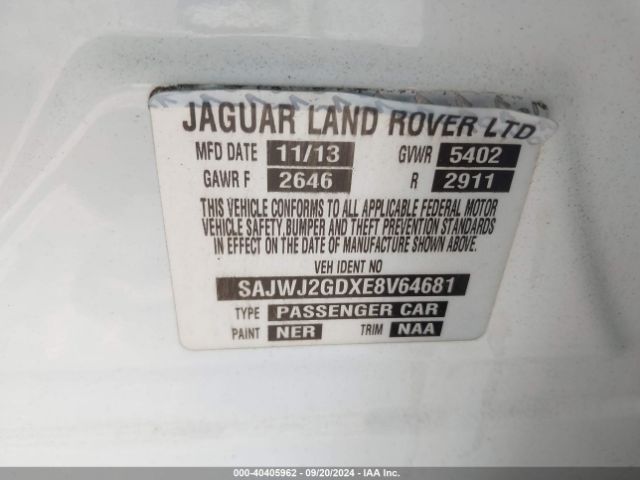 JAGUAR LAND ROVER LTD
MFD DATE 11/13 GVWR 5402
GAWR F 2646 R 2911
THIS VEHICLE CONFORMS TO ALL APPLICABLE FEDERAL MOTOR
VEHICLE SAFETY,BUMPER AND THEFT PREVENTION STANDARDS
IN EFFECT ON THE DATE OF MANUFACTURE SHOWN ABOVE.
VEH IDENT NO
SAJWJ2GDXE8V64681
TYPE PASSENGER CAR
PAINT NER TRIM NAA
000-40405962 - 09/20/2024 - IAA Inc.